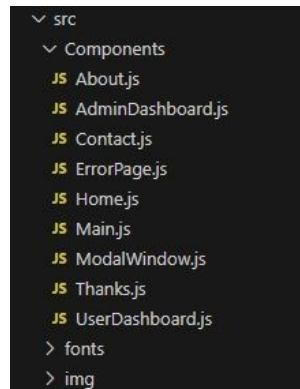 src
Components
JS About.js
JS AdminDashboard.js
JS Contact.js
JS ErrorPage.js
JS Home.js
JS Main.js
JS ModalWindow.js
JS Thanks.js
JS UserDashboard.js
fonts
img